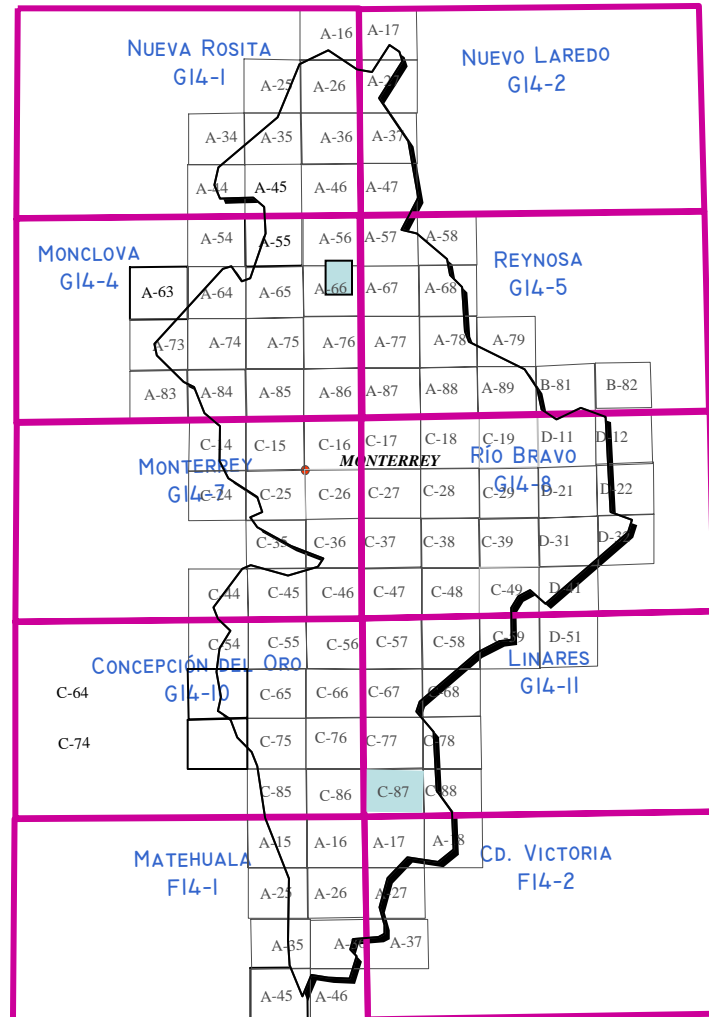 A-16 A-17
NUEVA ROSITA
G14-1
NUEVO LAREDO
G14-2
A-25 A-26 A-27
A-34 A-35 A-36 A-37
A-44 A-45 A-46 A-47
A-54 A-55 A-56 A-57 A-58
MONCLOVA
G14-4
REYNOSA
G14-5
A-63 A-64 A-65 A-66 A-67 A-68
A-73 A-74 A-75 A-76 A-77 A-78 A-79
A-83 A-84 A-85 A-86 A-87 A-88 A-89 B-81 B-82
C-14 C-15 C-16 C-17 C-18 C-19 D-11 D-12
MONTERREY
G14-7
MONTERREY
RÍO BRAVO
G14-8
C-24 C-25 C-26 C-27 C-28 C-29 D-21 D-22
C-35 C-36 C-37 C-38 C-39 D-31 D-32
C-44 C-45 C-46 C-47 C-48 C-49 D-41
C-54 C-55 C-56 C-57 C-58 C-59 D-51
CONCEPCIÓN DEL ORO
G14-10
LINARES
G14-11
C-64 C-65 C-66 C-67 C-68
C-74 C-75 C-76 C-77 C-78
C-85 C-86 C-87 C-88
A-15 A-16 A-17 A-18
MATEHUALA
F14-1
CD. VICTORIA
F14-2
A-25 A-26 A-27
A-35 A-36 A-37
A-45 A-46